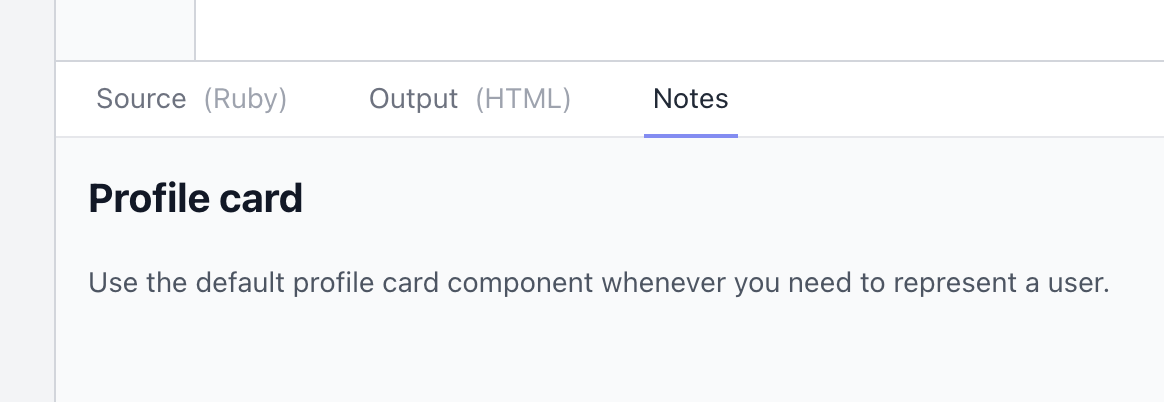 Source (Ruby) Output (HTML) Notes
Profile card
Use the default profile card component whenever you need to represent a user.